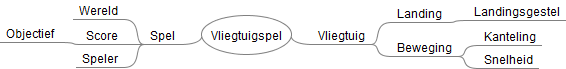 Wereld
Landing
Landingsgestel
Objectief
Score
Spel
Vliegtuigspel
Vliegtuig
Kanteling
Beweging
Speler
Snelheid